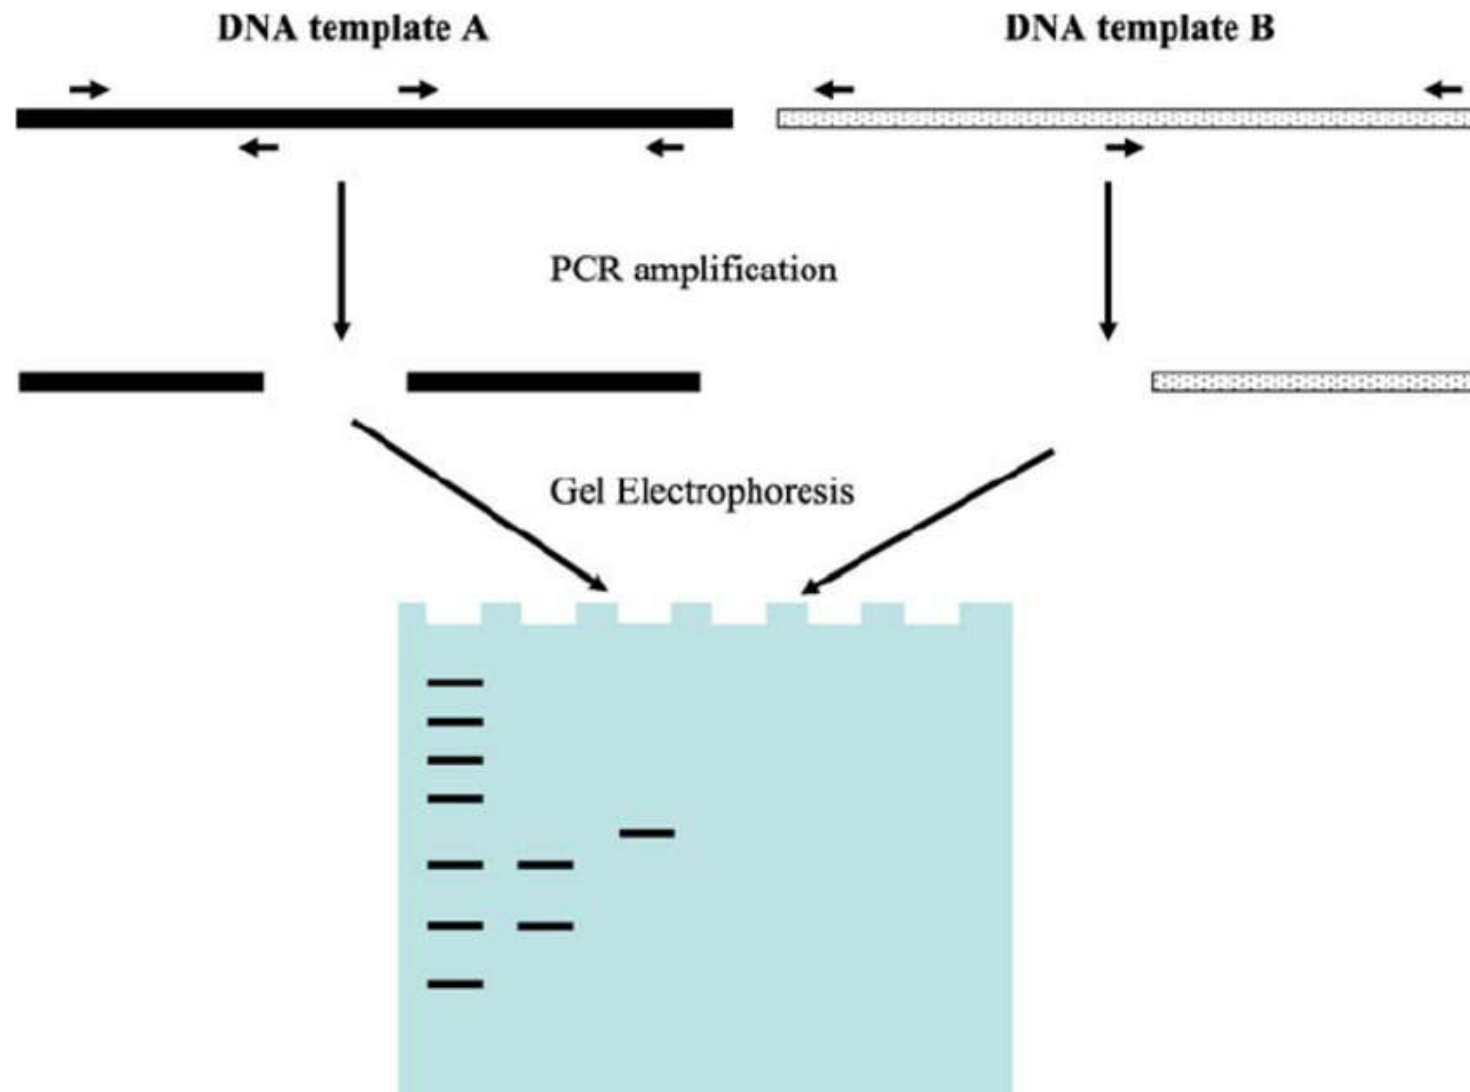 DNA template A
DNA template B
PCR amplification
Gel Electrophoresis